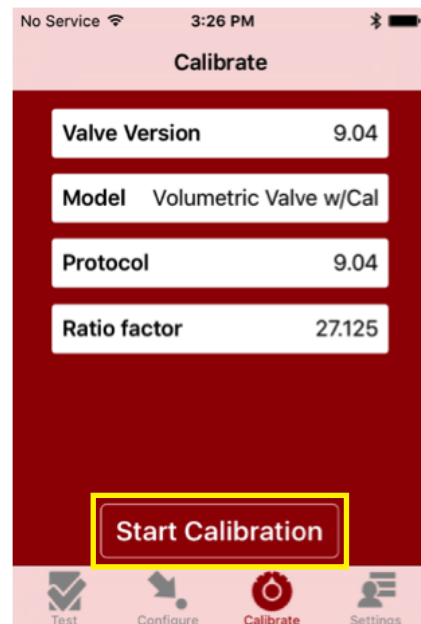 No Service 3:26 PM
Calibrate
Valve Version 9.04
Model Volumetric Valve w/Cal
Protocol 9.04
Ratio factor 27.125
Start Calibration
Test Configure Calibrate Settings